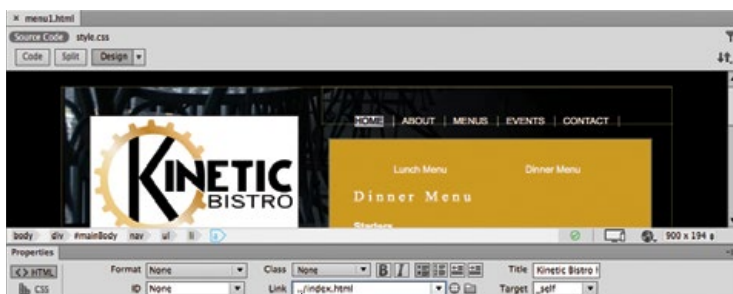 × menu1.html
Source Code style.css
Code Split Design
HOME | ABOUT | MENUS | EVENTS | CONTACT |
KINETIC
BISTRO
Lunch Menu Dinner Menu
Dinner Menu
Starters
body div #mainBody nav ul li a
900 x 194
Properties
<> HTML Format None Class None B I Title Kinetic Bistro
CSS ID None Link ../index.html Target _self